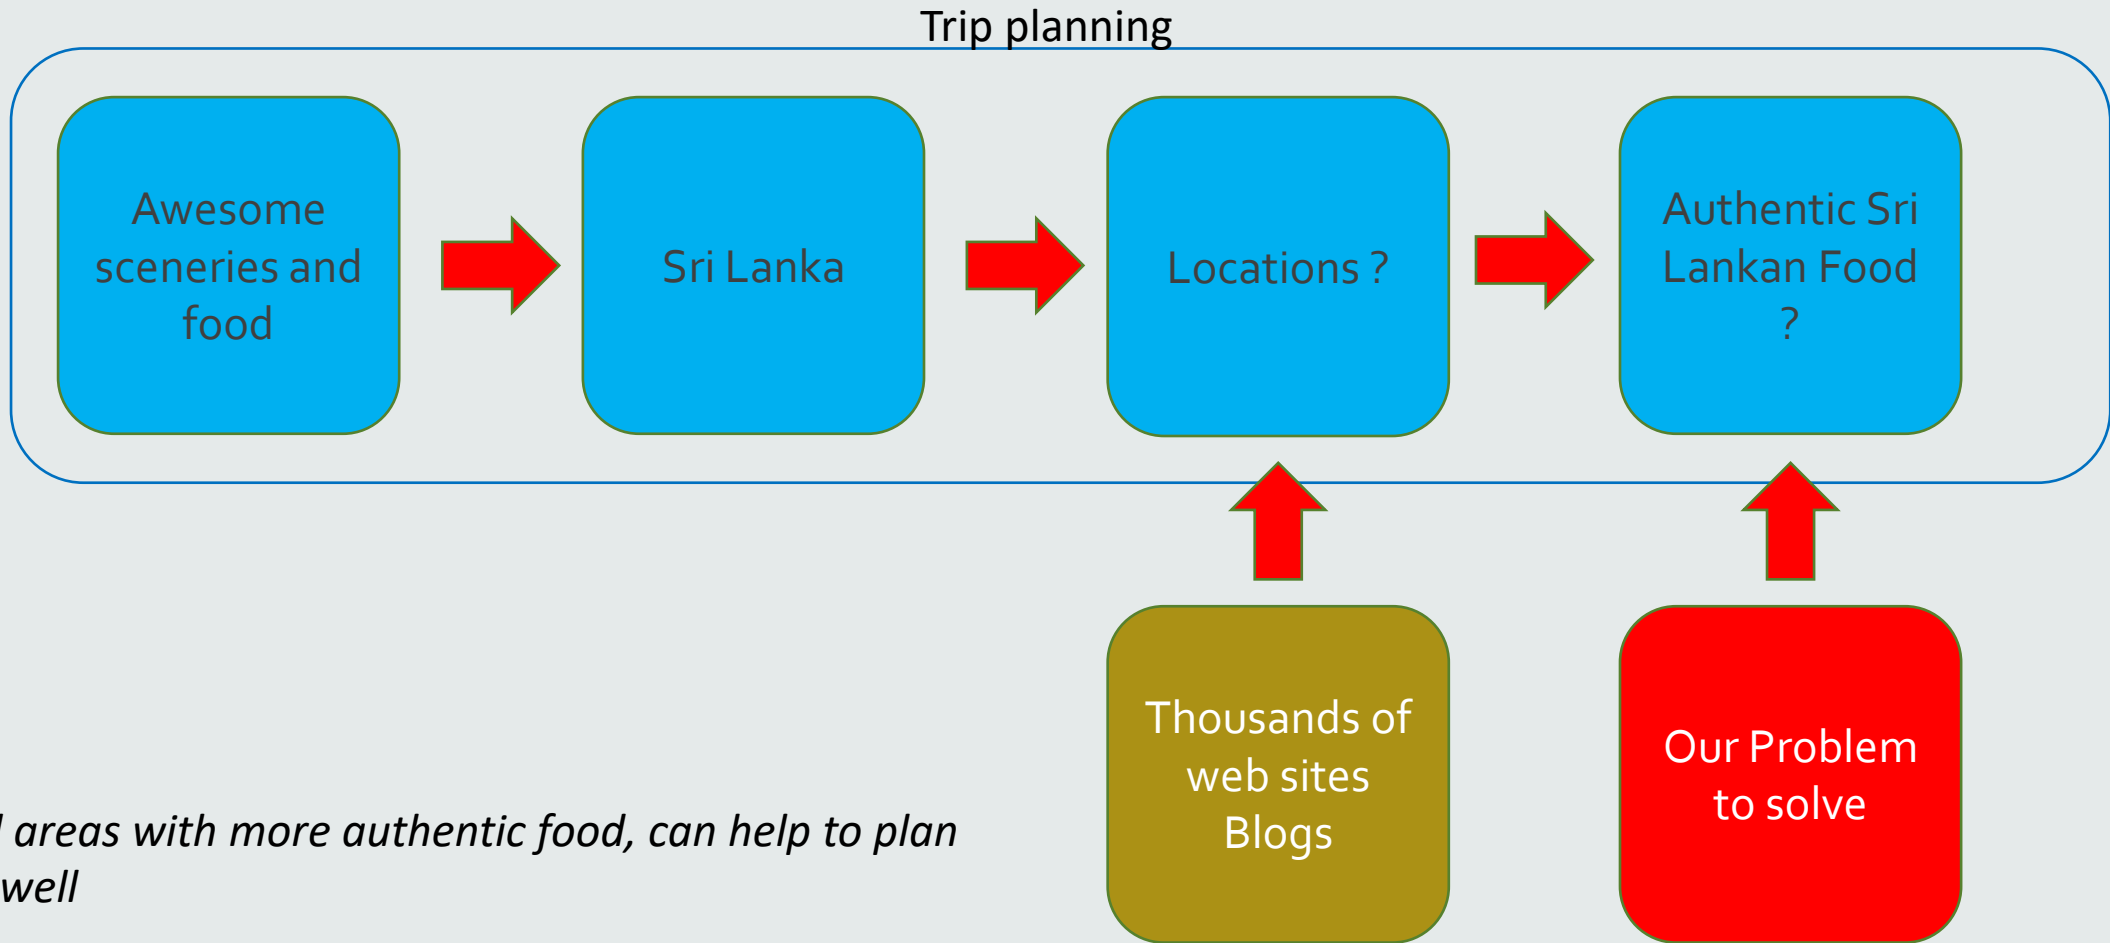 Trip planning
Awesome
sceneries and
food
Sri Lanka
Locations ?
Authentic Sri
Lankan Food
?
Thousands of
web sites
Blogs
Our Problem
to solve
areas with more authentic food, can help to plan
well